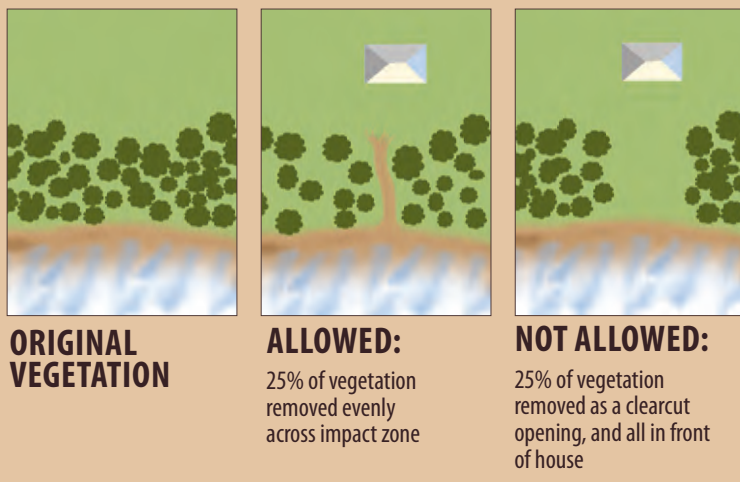 ORIGINAL
VEGETATION
ALLOWED:
25% of vegetation
removed evenly
across impact zone
NOT ALLOWED:
25% of vegetation
removed as a clearcut
opening, and all in front
of house